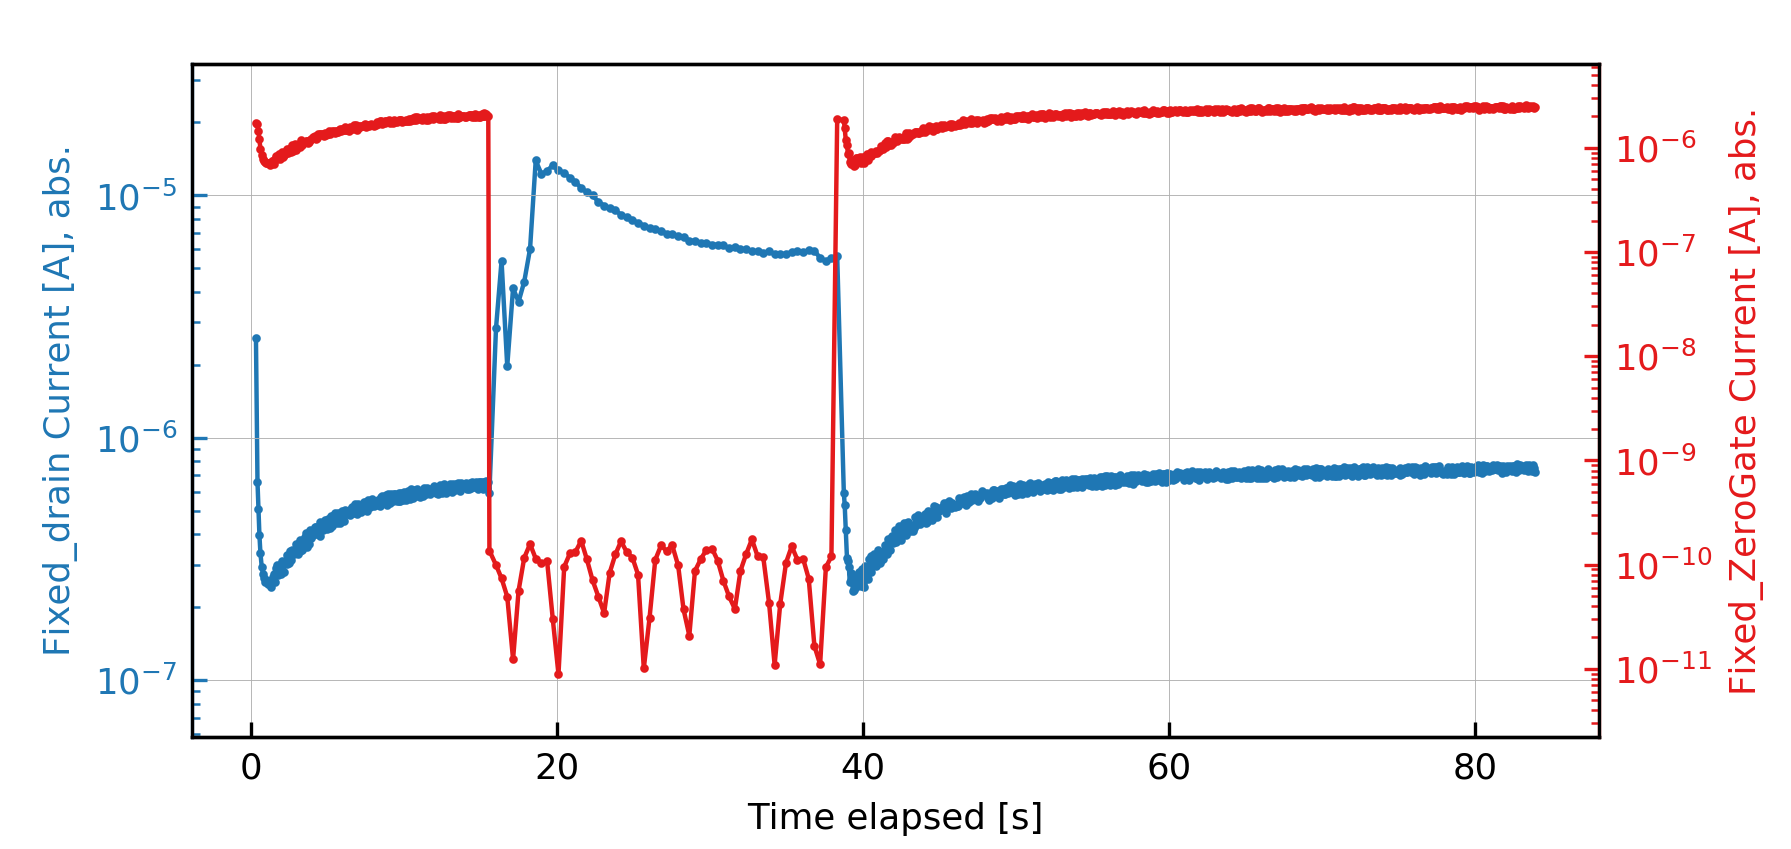 Fixed_drain Current [A], abs.
10⁻⁵
10⁻⁶
10⁻⁷
0 20 40 60 80
Time elapsed [s]
10⁻⁶
10⁻⁷
10⁻⁸
10⁻⁹
10⁻¹⁰
10⁻¹¹
Fixed_ZeroGate Current [A], abs.